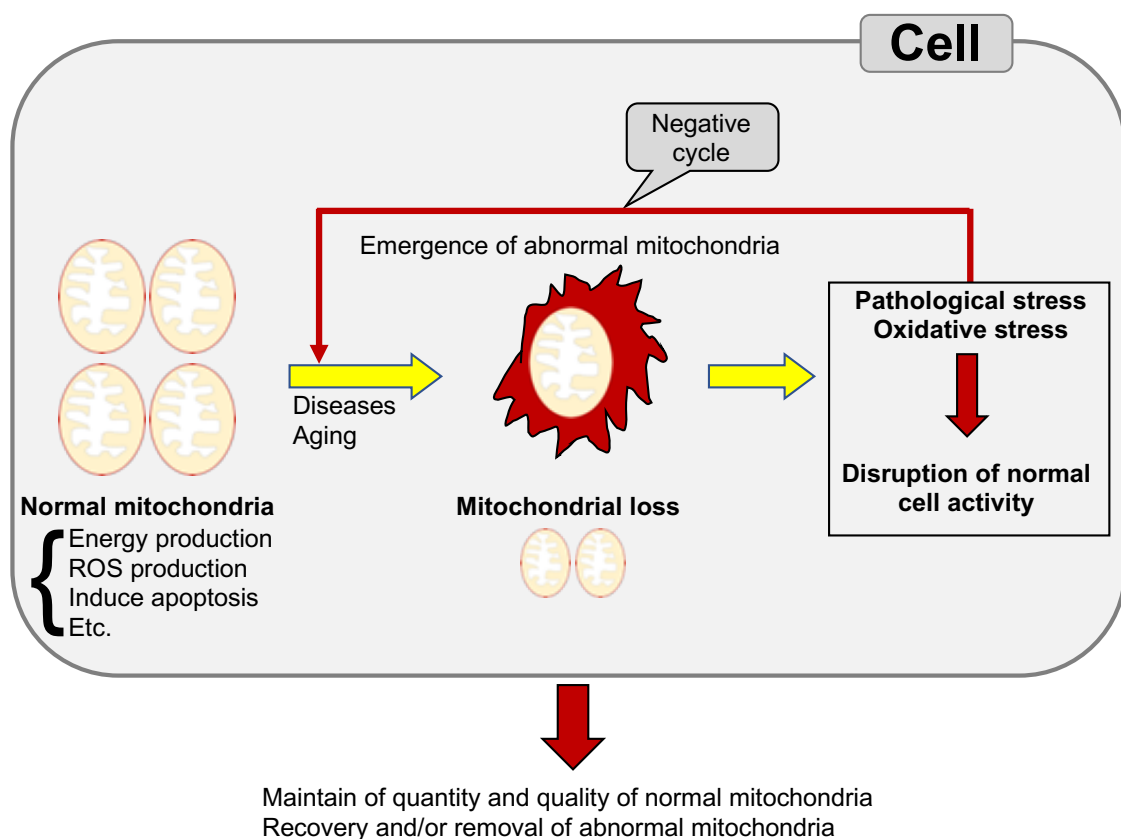 Cell
Negative
cycle
Emergence of abnormal mitochondria
Diseases
Aging
Normal mitochondria
{ Energy production
ROS production
Induce apoptosis
Etc.
Mitochondrial loss
Pathological stress
Oxidative stress
Disruption of normal
cell activity
Maintain of quantity and quality of normal mitochondria
Recovery and/or removal of abnormal mitochondria